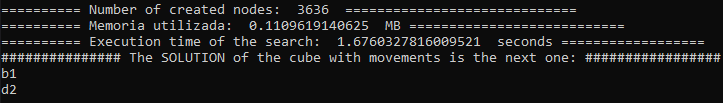 ========== Number of created nodes:  3636  =============================
========== Memoria utilizada:  0.1109619140625  MB ===========================
========== Execution time of the search:  1.6760327816009521  seconds ==================
############### The SOLUTION of the cube with movements is the next one: #################
b1
d2